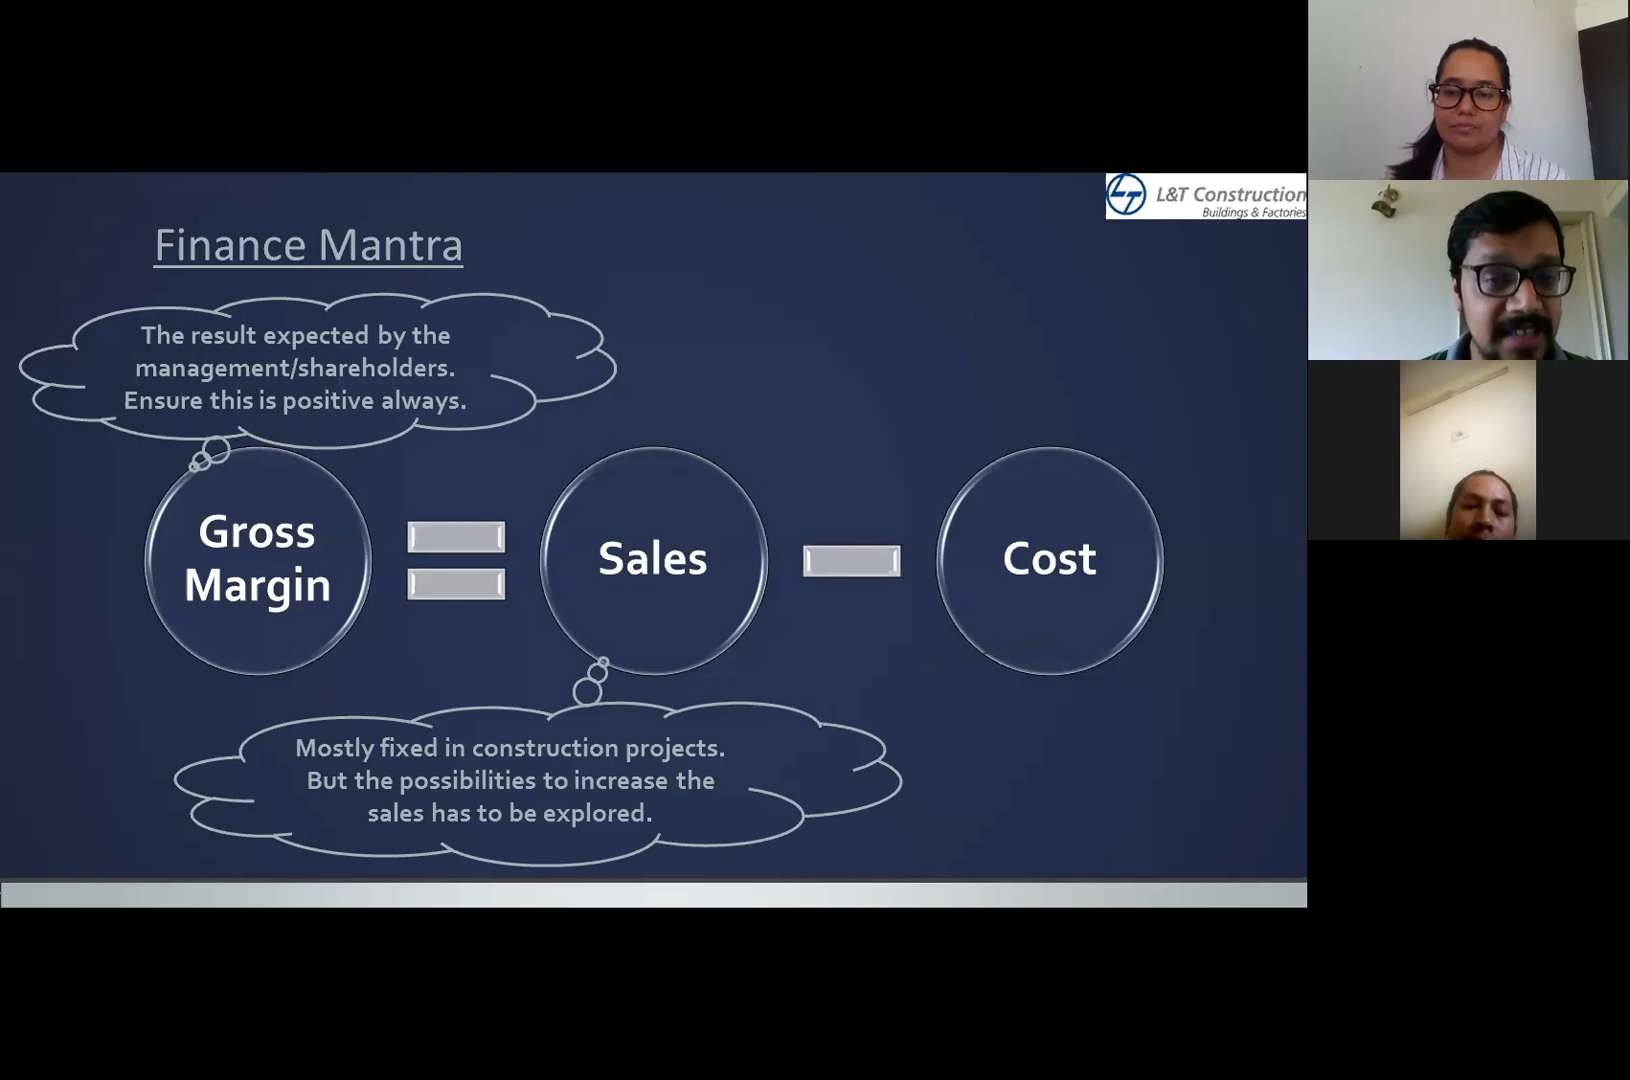 L&T Construction
Buildings & Factories
Finance Mantra
The result expected by the
management/shareholders.
Ensure this is positive always.
Gross
Margin
Sales
Cost
Mostly fixed in construction projects.
But the possibilities to increase the
sales has to be explored.